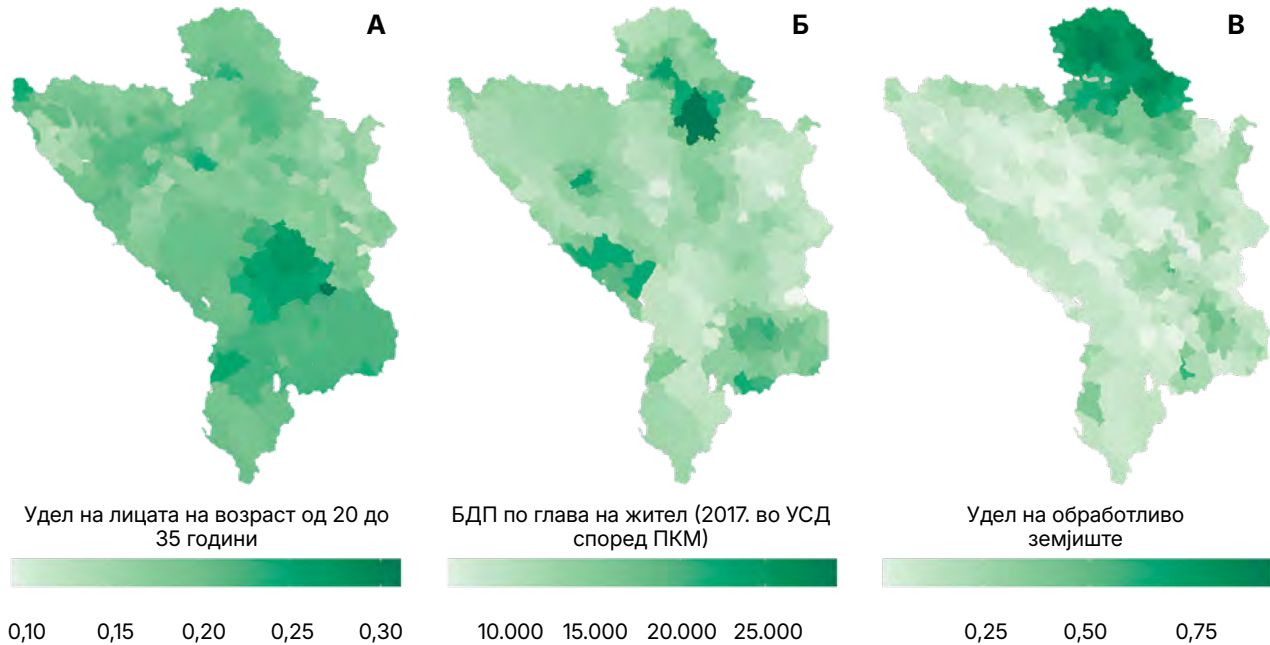 А
Б
В
Удел на лицата на возраст од 20 до
35 години
БДП по глава на жител (2017. во УСД
според ПКМ)
Удел на обработливо
земјиште
0,10 0,15 0,20 0,25 0,30
10.000 15.000 20.000 25.000
0,25 0,50 0,75